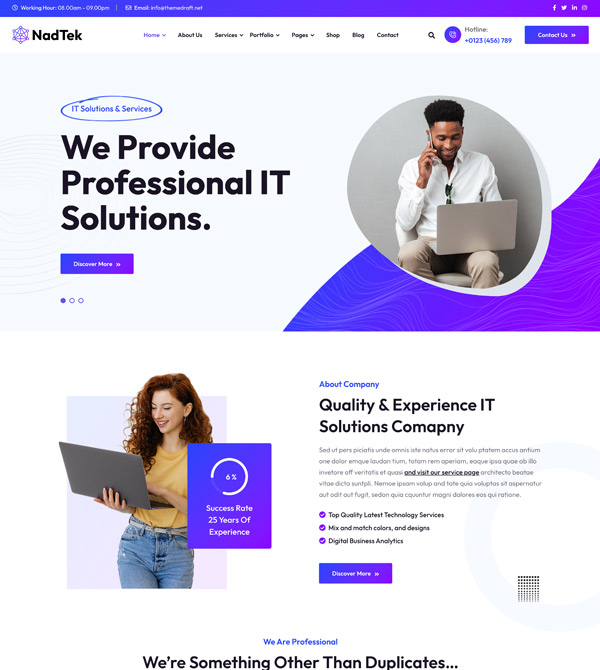 Working Hour: 08.00am - 09.00pm
Email: info@themedraft.net
NadTek
Home
About Us
Services
Portfolio
Pages
Shop
Blog
Contact
Hotline:
+0123 (456) 789
Contact Us
IT Solutions & Services
We Provide
Professional IT
Solutions.
Discover More
6 %
Success Rate
25 Years Of
Experience
About Company
Quality & Experience IT
Solutions Comapny
Sed ut pers piciatis unde omnis iste natus error sit volu ptatem accus antium
one dolor emque laudan tium, totam rem aperiam, eaque ipsa quae ab illo
invetore off veritatis et quasi and visit our service page architecto beatae
vitae dicta suntpli. Nemoe ipsam volup and tate quia voluptas sit aspernatur
aut odit aut fugit, sedon quia cquuntur magni dolores eos qui ratione.
Top Quality Latest Technology Services
Mix and match colors, and designs
Digital Business Analytics
Discover More
We Are Professional
We're Something Other Than Duplicates...